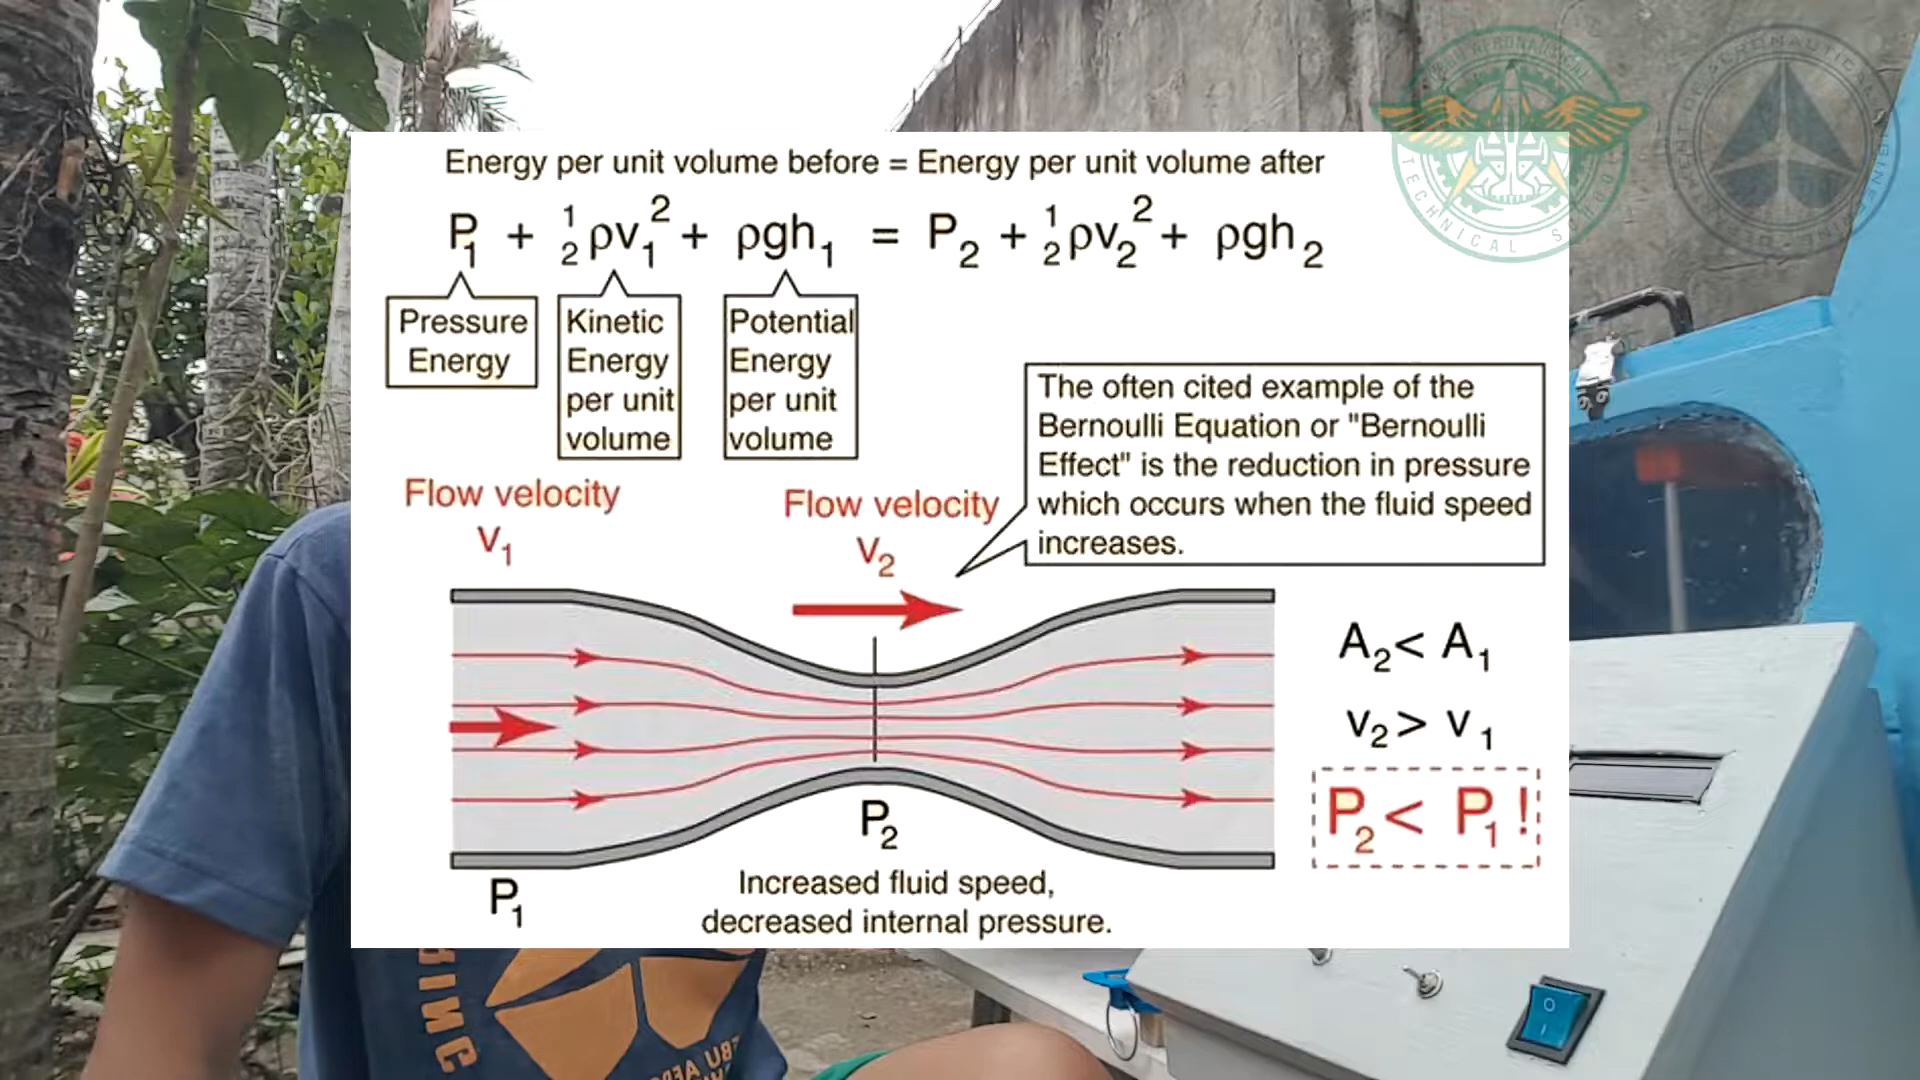 Energy per unit volume before = Energy per unit volume after
P₁ + ½ρv₁² + ρgh₁ = P₂ + ½ρv₂² + ρgh₂
Pressure
Energy
Kinetic
Energy
per unit
volume
Potential
Energy
per unit
volume
The often cited example of the
Bernoulli Equation or "Bernoulli
Effect" is the reduction in pressure
which occurs when the fluid speed
increases.
Flow velocity
v₁
Flow velocity
v₂
A₂ < A₁
v₂ > v₁
P₂ < P₁ !
P₂
P₁
Increased fluid speed,
decreased internal pressure.
TECHNICAL SCHOOL
O
I